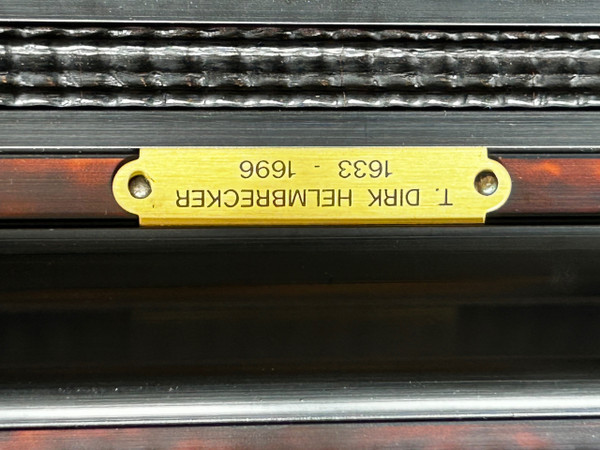 T. DIRK HELMBRECKER
1633 - 1696